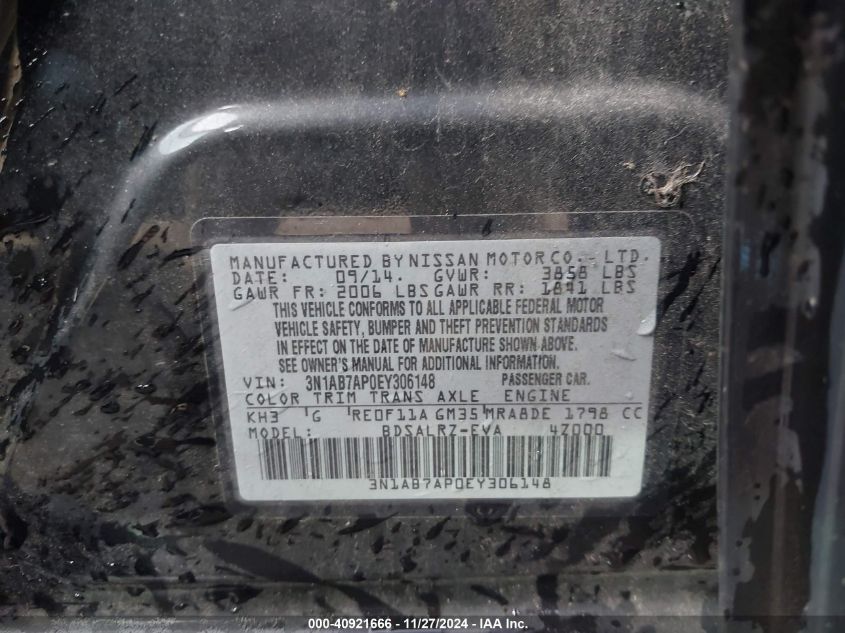 MANUFACTURED BY NISSAN MOTOR CO., LTD.
DATE: 09/14. GVWR: 3858 LBS
GAWR FR: 2006 LBS GAWR RR: 1841 LBS
THIS VEHICLE CONFORMS TO ALL APPLICABLE FEDERAL MOTOR
VEHICLE SAFETY, BUMPER AND THEFT PREVENTION STANDARDS
IN EFFECT ON THE DATE OF MANUFACTURE SHOWN ABOVE.
SEE OWNER'S MANUAL FOR ADDITIONAL INFORMATION.
VIN: 3N1AB7AP0EY306148 PASSENGER CAR.
COLOR TRIM TRANS AXLE ENGINE
KH3 G RE0F11A GM35 MRA8DE 1798 CC
MODEL: BDSALRZ-EVA 4Z000
3N1AB7AP0EY306148
000-40921666 - 11/27/2024 - IAA Inc.